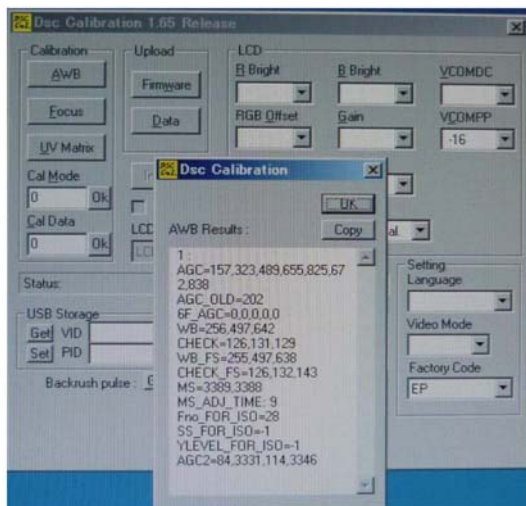 Dsc Calibration 1.65 Release
Calibration
AWB
Focus
UV Matrix
Cal Mode
0 Ok
Cal Data
0 Ok
Upload
Firmware
Data
LCD
R Bright
B Bright
VCOMDC
RGB Offset
Gain
VCOMPP
-16
Status:
USB Storage
Get VID
Set PID
Backrush pulse :
Setting
Language
Video Mode
Factory Code
EP
Dsc Calibration
OK
AWB Results :
Copy
1 :
AGC=157,323,489,655,825,67
2,838
AGC_OLD=202
6F_AGC=0,0,0,0,0
WB=256,497,642
CHECK=126,131,129
WB_FS=255,497,638
CHECK_FS=126,132,143
MS=3389,3388
MS_ADJ_TIME: 9
Fno_FOR_ISO=28
SS_FOR_ISO=-1
YLEVEL_FOR_ISO=-1
AGC2=84,3331,114,3346